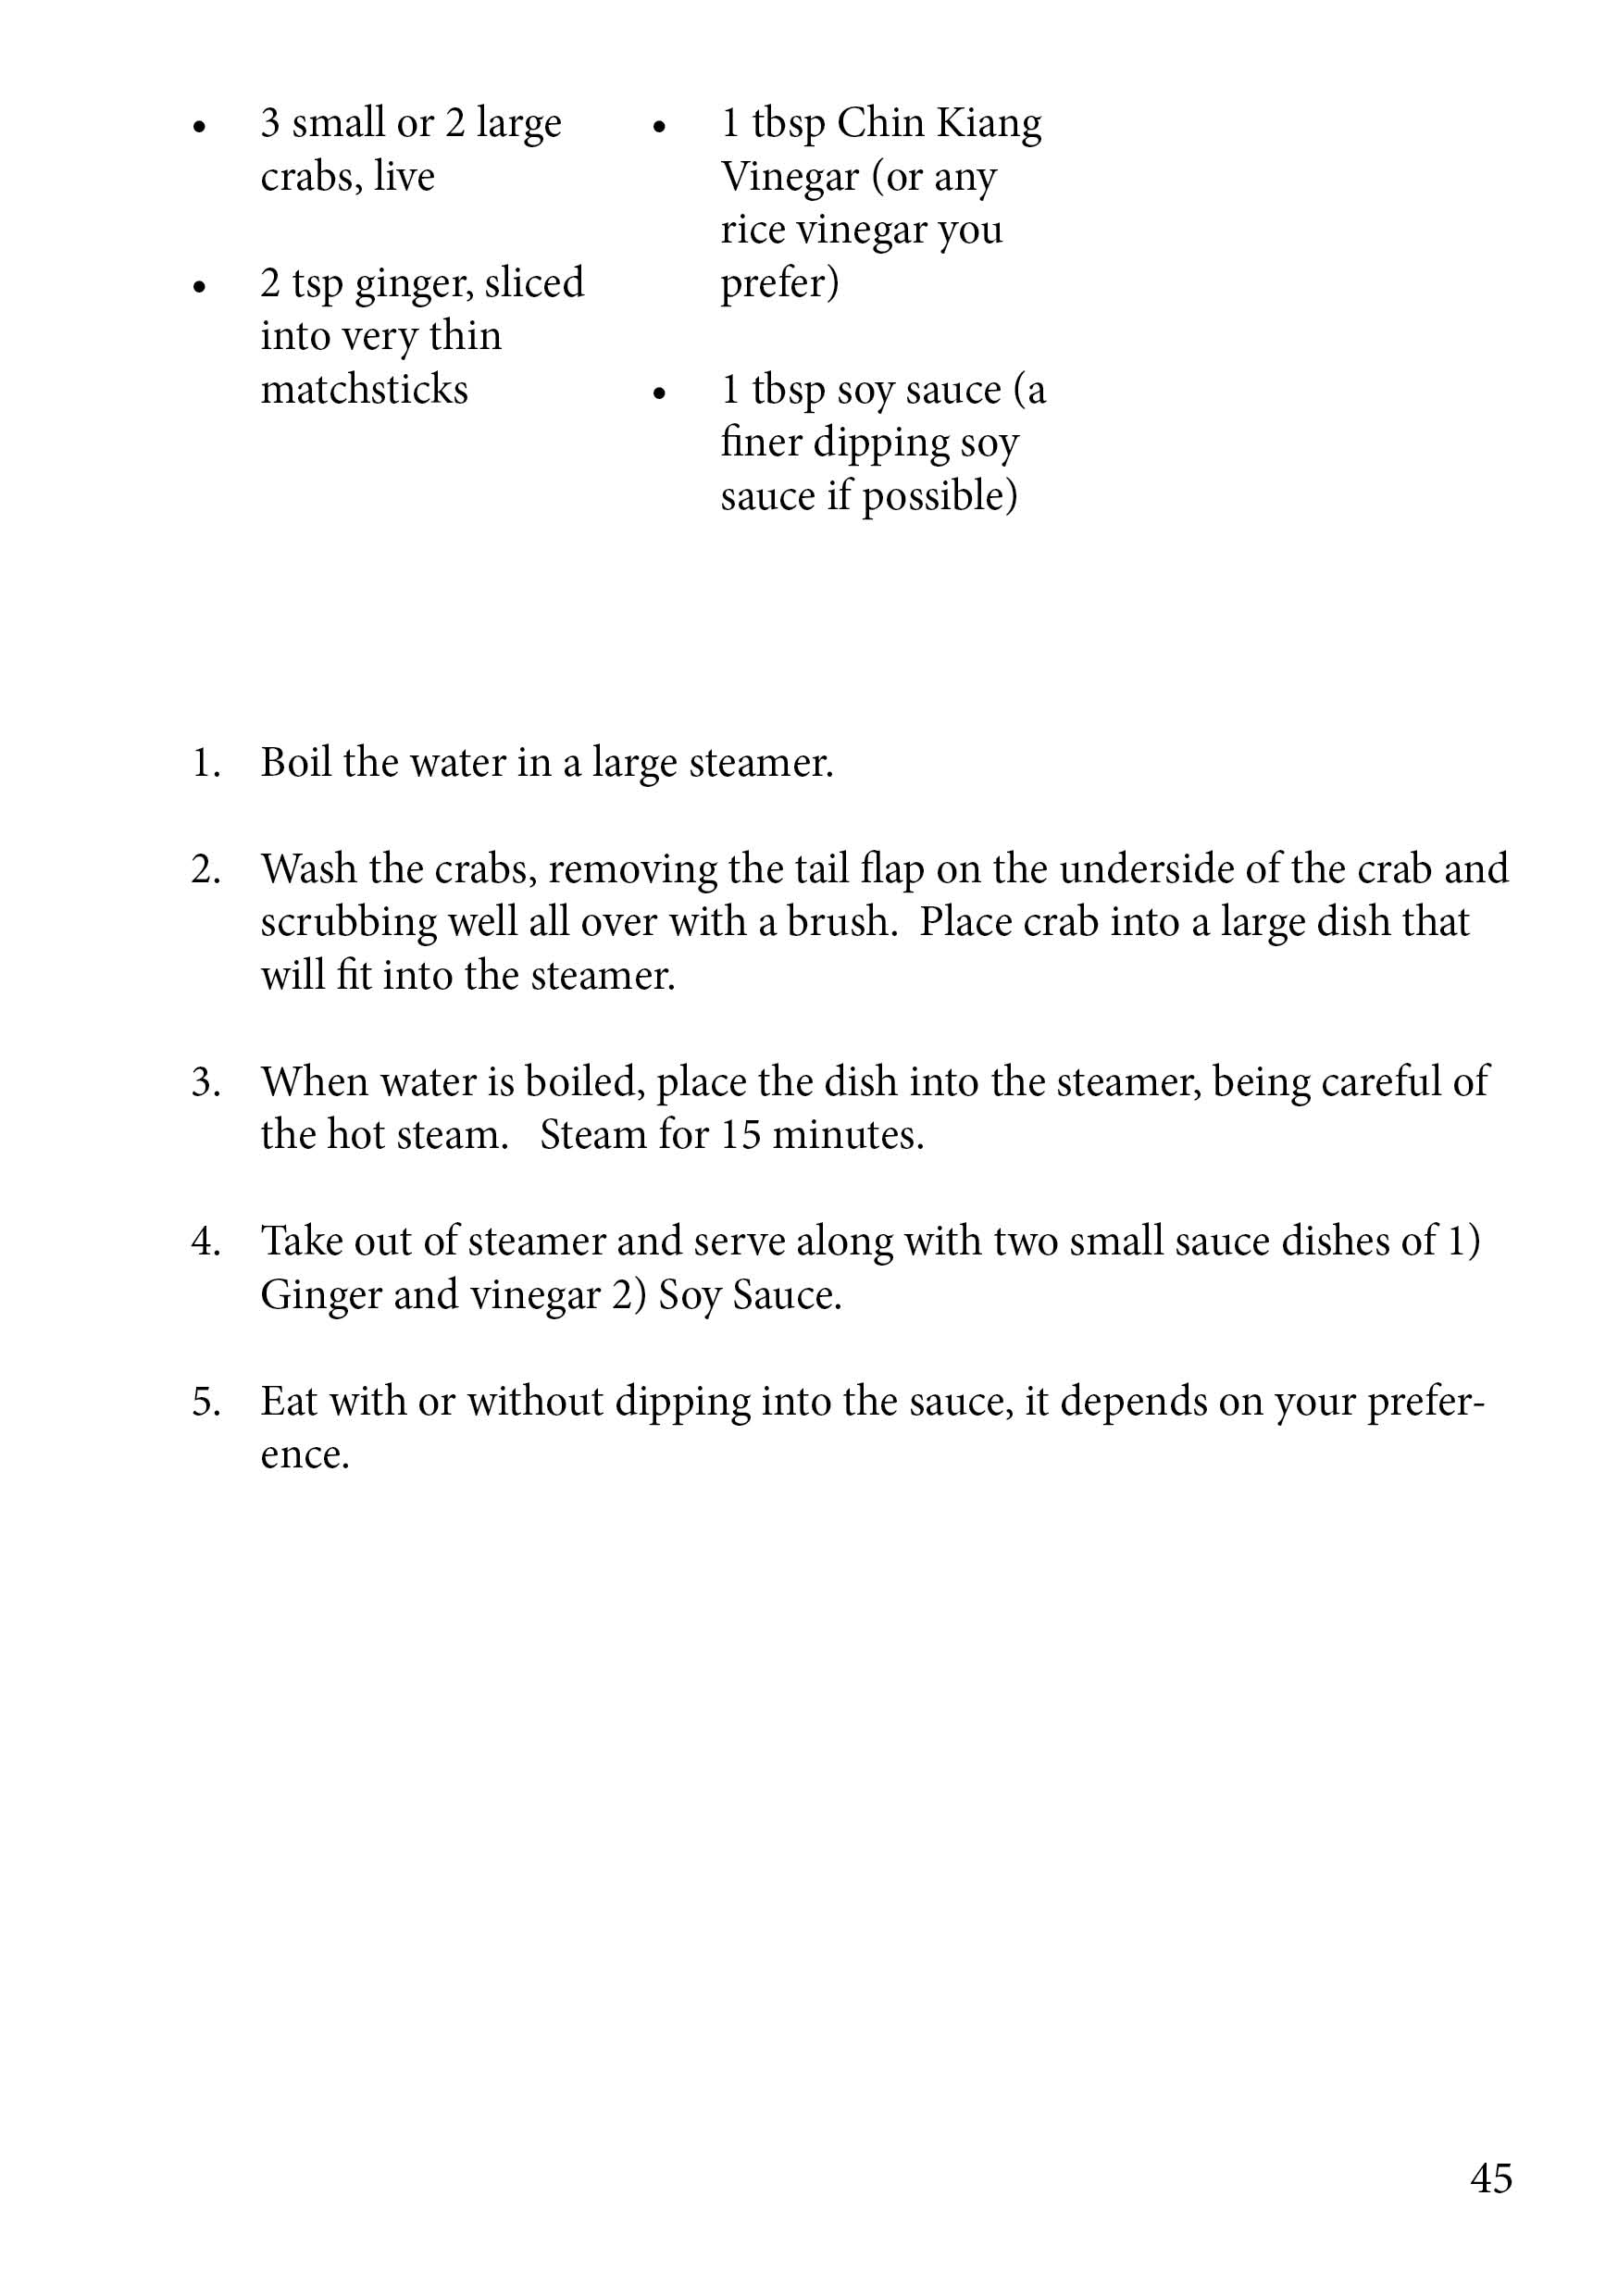 • 3 small or 2 large
crabs, live
• 2 tsp ginger, sliced
into very thin
matchsticks
• 1 tbsp Chin Kiang
Vinegar (or any
rice vinegar you
prefer)
• 1 tbsp soy sauce (a
finer dipping soy
sauce if possible)
1. Boil the water in a large steamer.
2. Wash the crabs, removing the tail flap on the underside of the crab and
scrubbing well all over with a brush.  Place crab into a large dish that
will fit into the steamer.
3. When water is boiled, place the dish into the steamer, being careful of
the hot steam.   Steam for 15 minutes.
4. Take out of steamer and serve along with two small sauce dishes of 1)
Ginger and vinegar 2) Soy Sauce.
5. Eat with or without dipping into the sauce, it depends on your prefer-
ence.
45